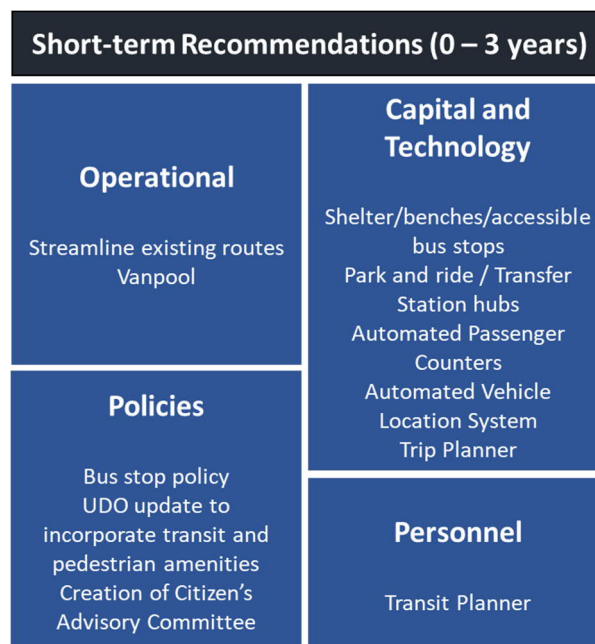 Short-term Recommendations (0 – 3 years)
Operational
Streamline existing routes
Vanpool
Capital and
Technology
Shelter/benches/accessible
bus stops
Park and ride / Transfer
Station hubs
Automated Passenger
Counters
Automated Vehicle
Location System
Trip Planner
Policies
Bus stop policy
UDO update to
incorporate transit and
pedestrian amenities
Creation of Citizen’s
Advisory Committee
Personnel
Transit Planner